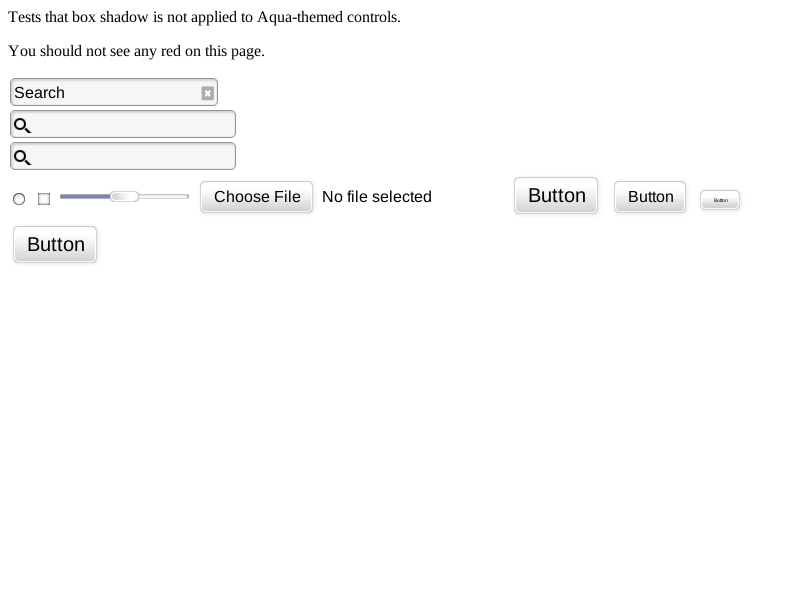 Tests that box shadow is not applied to Aqua-themed controls.
You should not see any red on this page.
Search
Choose File No file selected Button Button Button
Button